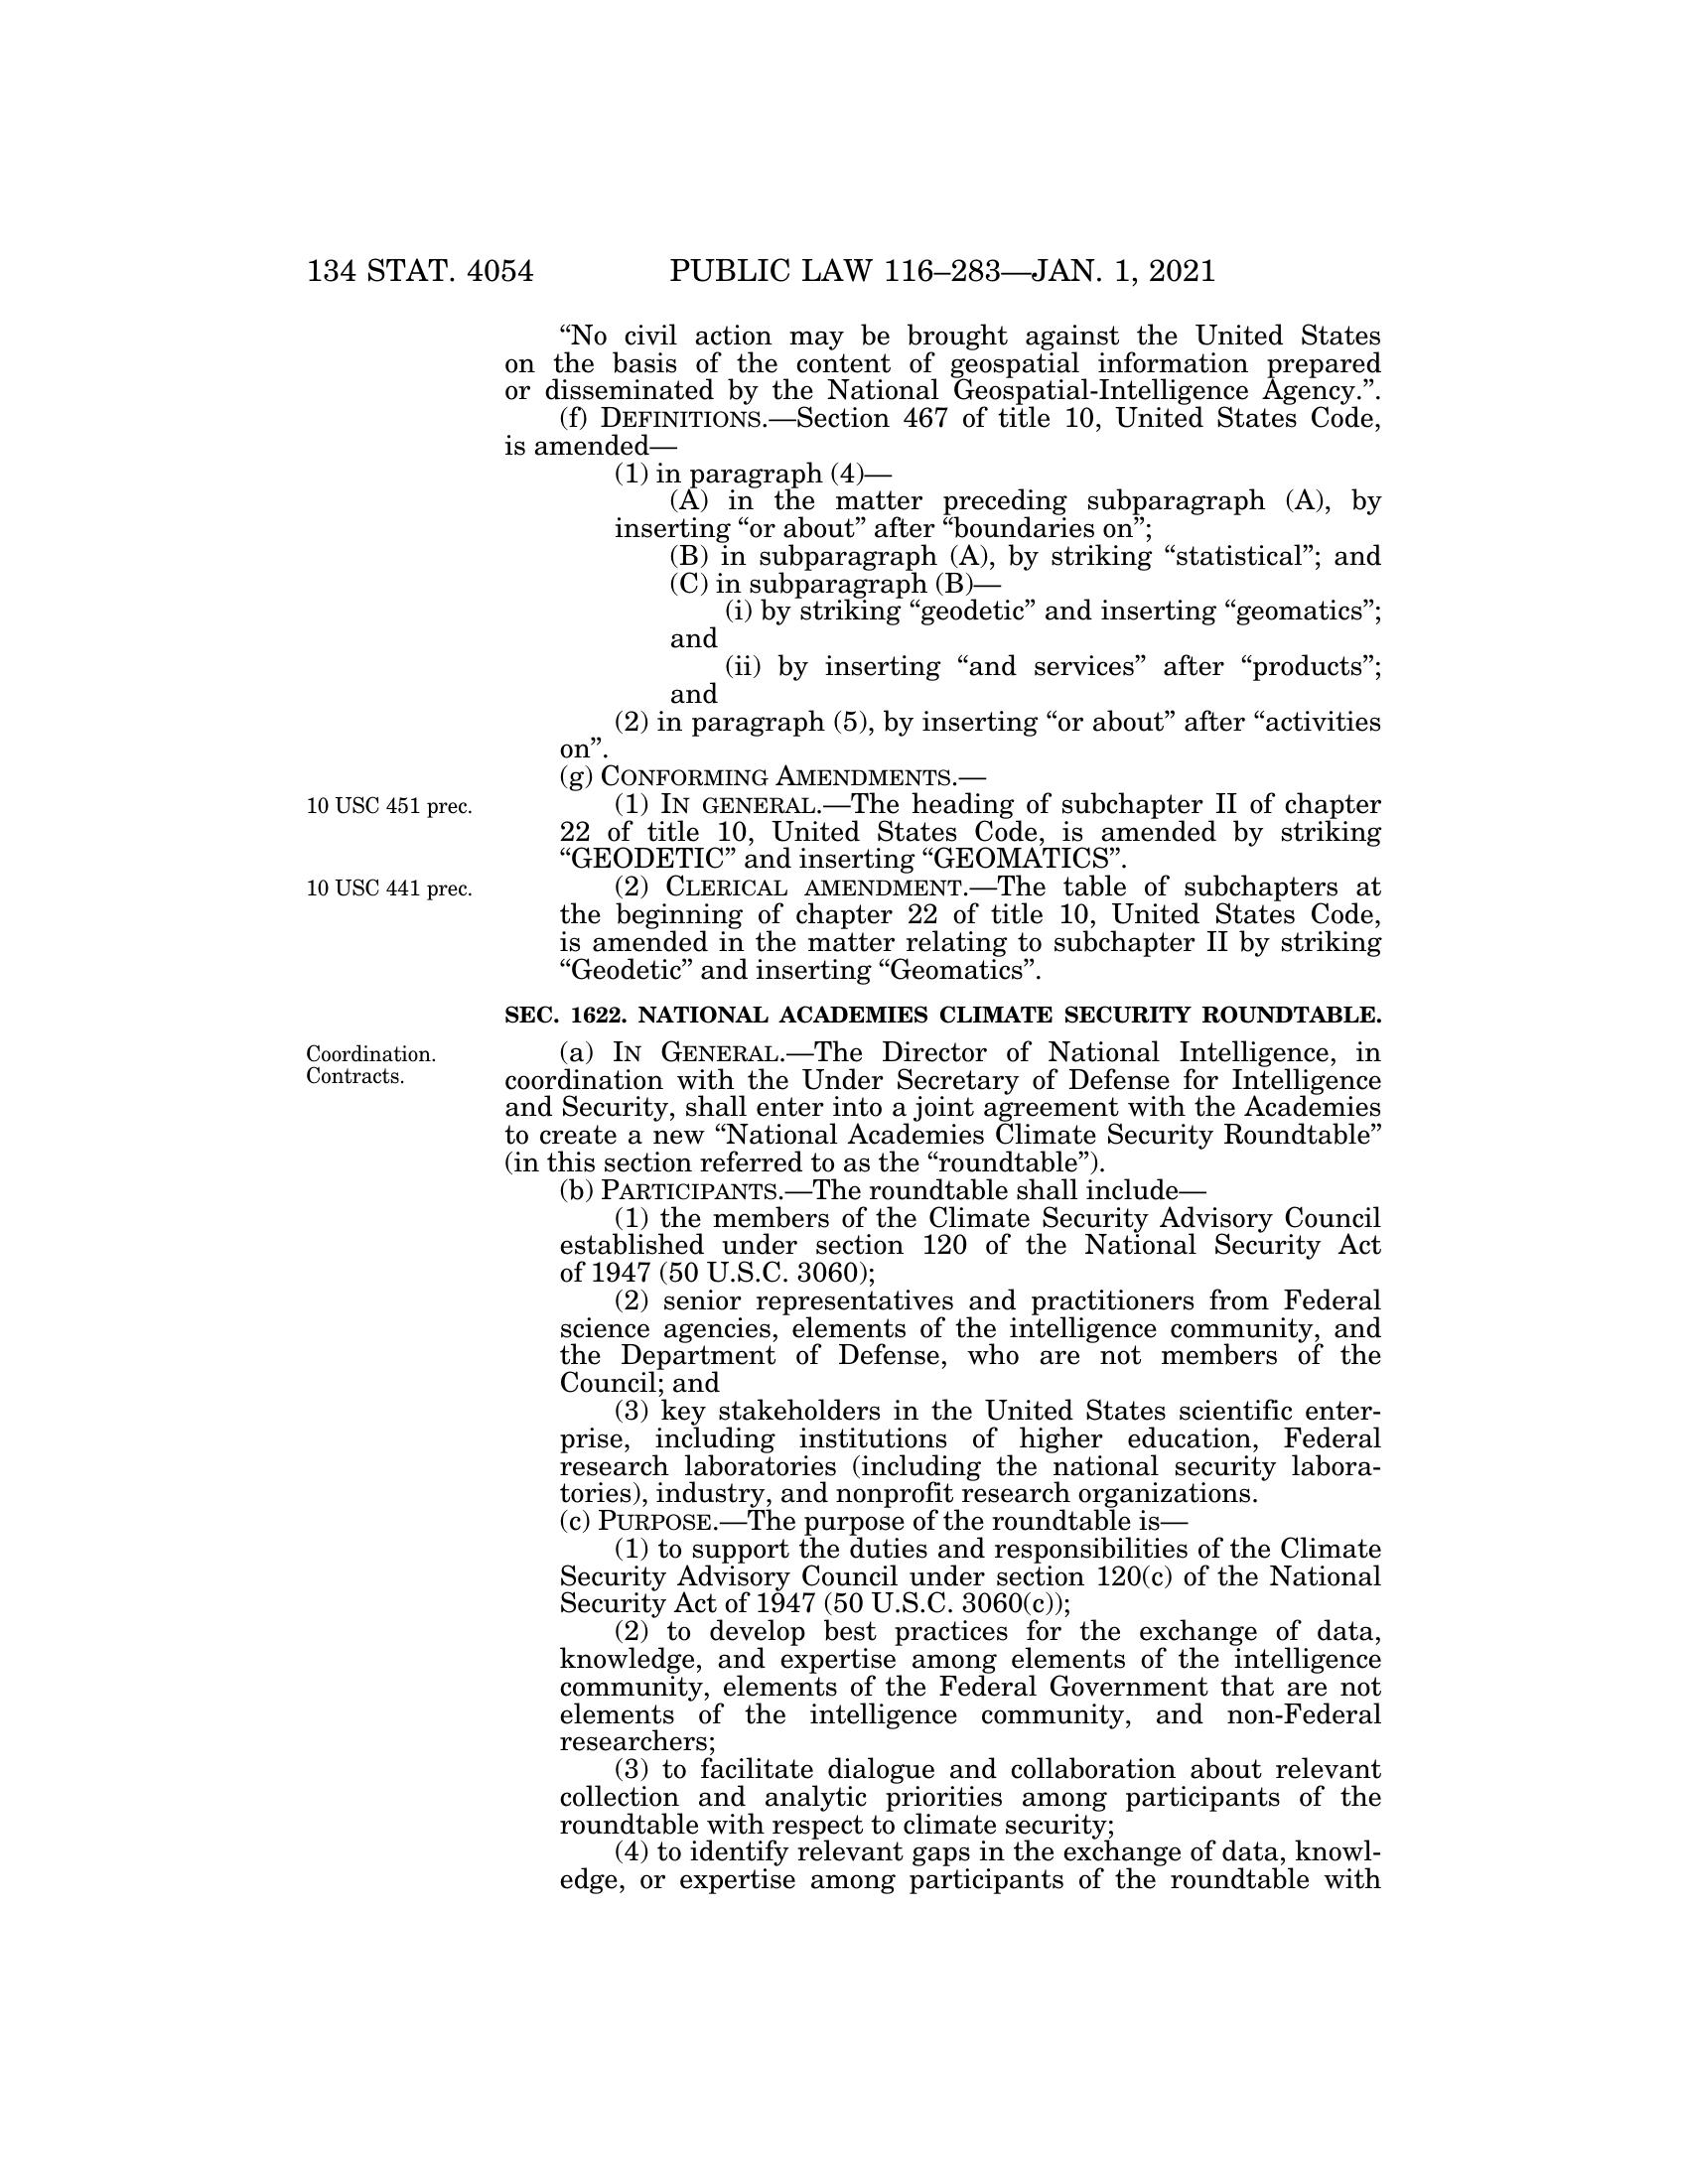 134 STAT. 4054 PUBLIC LAW 116–283—JAN. 1, 2021
“No civil action may be brought against the United States
on the basis of the content of geospatial information prepared
or disseminated by the National Geospatial-Intelligence Agency.”.
(f) DEFINITIONS.—Section 467 of title 10, United States Code,
is amended—
(1) in paragraph (4)—
(A) in the matter preceding subparagraph (A), by
inserting “or about” after “boundaries on”;
(B) in subparagraph (A), by striking “statistical”; and
(C) in subparagraph (B)—
(i) by striking “geodetic” and inserting “geomatics”;
and
(ii) by inserting “and services” after “products”;
and
(2) in paragraph (5), by inserting “or about” after “activities
on”.
(g) CONFORMING AMENDMENTS.—
10 USC 451 prec.
(1) IN GENERAL.—The heading of subchapter II of chapter
22 of title 10, United States Code, is amended by striking
“GEODETIC” and inserting “GEOMATICS”.
10 USC 441 prec.
(2) CLERICAL AMENDMENT.—The table of subchapters at
the beginning of chapter 22 of title 10, United States Code,
is amended in the matter relating to subchapter II by striking
“Geodetic” and inserting “Geomatics”.
SEC. 1622. NATIONAL ACADEMIES CLIMATE SECURITY ROUNDTABLE.
Coordination.
Contracts.
(a) IN GENERAL.—The Director of National Intelligence, in
coordination with the Under Secretary of Defense for Intelligence
and Security, shall enter into a joint agreement with the Academies
to create a new “National Academies Climate Security Roundtable”
(in this section referred to as the “roundtable”).
(b) PARTICIPANTS.—The roundtable shall include—
(1) the members of the Climate Security Advisory Council
established under section 120 of the National Security Act
of 1947 (50 U.S.C. 3060);
(2) senior representatives and practitioners from Federal
science agencies, elements of the intelligence community, and
the Department of Defense, who are not members of the
Council; and
(3) key stakeholders in the United States scientific enter-
prise, including institutions of higher education, Federal
research laboratories (including the national security labora-
tories), industry, and nonprofit research organizations.
(c) PURPOSE.—The purpose of the roundtable is—
(1) to support the duties and responsibilities of the Climate
Security Advisory Council under section 120(c) of the National
Security Act of 1947 (50 U.S.C. 3060(c));
(2) to develop best practices for the exchange of data,
knowledge, and expertise among elements of the intelligence
community, elements of the Federal Government that are not
elements of the intelligence community, and non-Federal
researchers;
(3) to facilitate dialogue and collaboration about relevant
collection and analytic priorities among participants of the
roundtable with respect to climate security;
(4) to identify relevant gaps in the exchange of data, knowl-
edge, or expertise among participants of the roundtable with